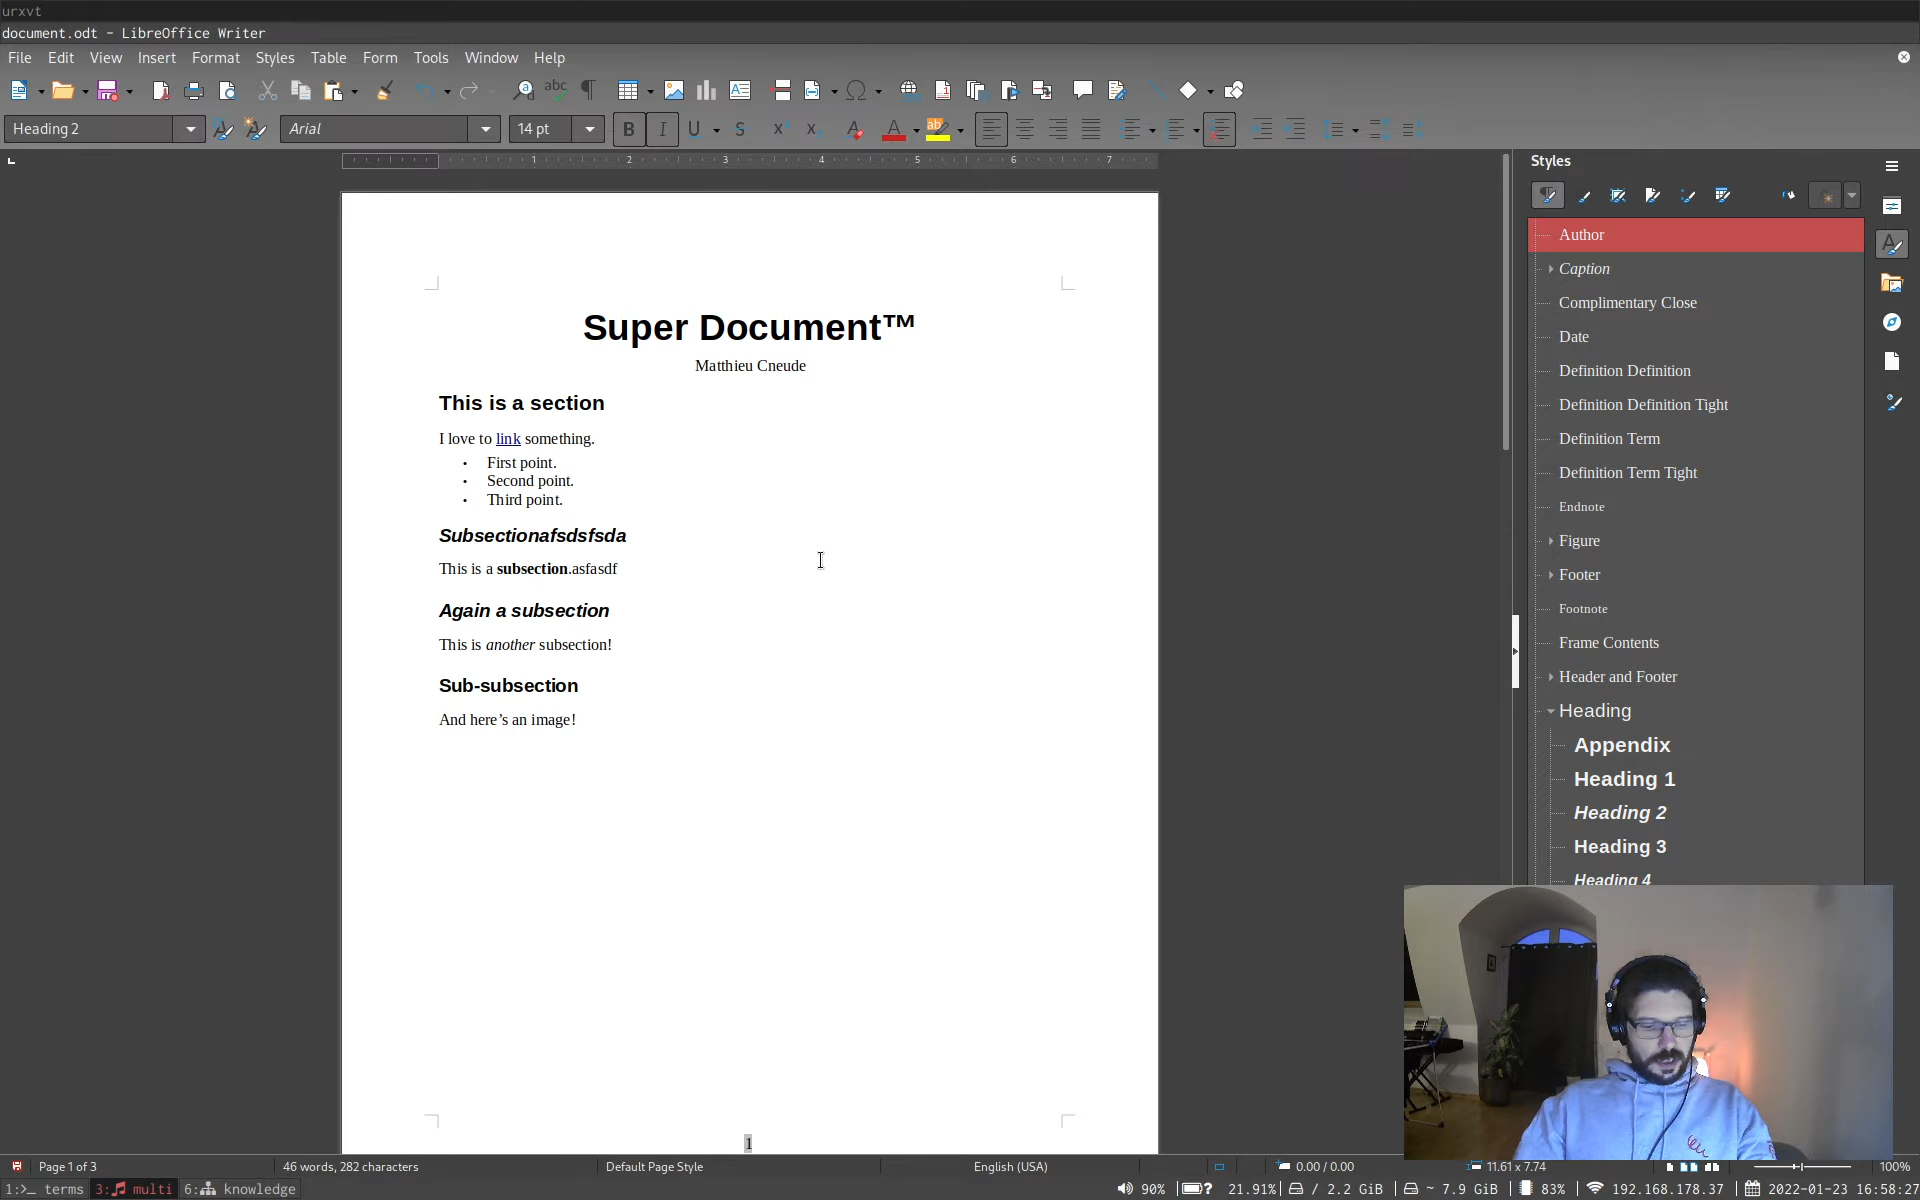 urxvt
document.odt - LibreOffice Writer
File Edit View Insert Format Styles Table Form Tools Window Help
Heading 2 Arial 14 pt
1 2 3 4 5 6 7
Styles
Super Document™
Matthieu Cneude
This is a section
I love to link something.
• First point.
• Second point.
• Third point.
Subsectionafsdsfsda
This is a subsection.asfasdf
Again a subsection
This is another subsection!
Sub-subsection
And here’s an image!
1
Author
Caption
Complimentary Close
Date
Definition Definition
Definition Definition Tight
Definition Term
Definition Term Tight
Endnote
Figure
Footer
Footnote
Frame Contents
Header and Footer
Heading
Appendix
Heading 1
Heading 2
Heading 3
Heading 4
Page 1 of 3 46 words, 282 characters Default Page Style English (USA) 0.00 / 0.00 11.61 x 7.74 100%
1:>_ terms 3: multi 6: knowledge 90% ? 21.91% / 2.2 GiB ~ 7.9 GiB 83% 192.168.178.37 2022-01-23 16:58:27